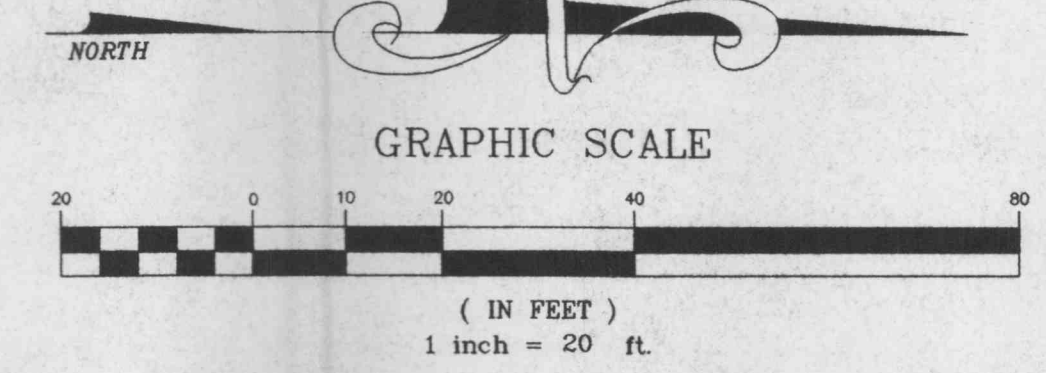 NORTH
GRAPHIC SCALE
20 0 10 20 40 80
( IN FEET )
1 inch = 20 ft.